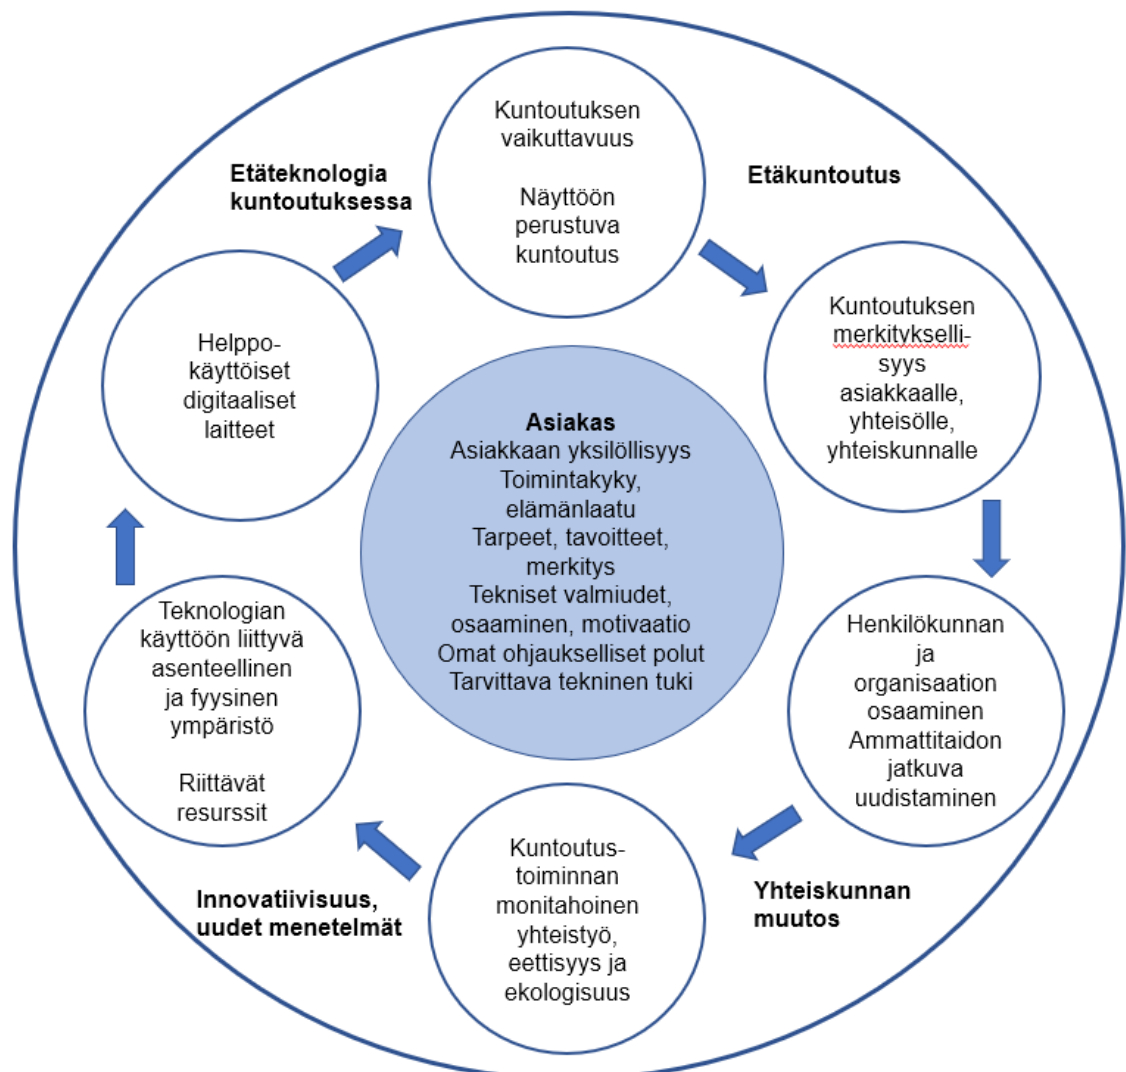 Kuntoutuksen
vaikuttavuus
Näyttöön
perustuva
kuntoutus
Etäteknologia
kuntoutuksessa
Etäkuntoutus
Kuntoutuksen
merkitykselli-
syys
asiakkaalle,
yhteisölle,
yhteiskunnalle
Helppo-
käyttöiset
digitaaliset
laitteet
Asiakas
Asiakkaan yksilöllisyys
Toimintakyky,
elämänlaatu
Tarpeet, tavoitteet,
merkitys
Tekniset valmiudet,
osaaminen, motivaatio
Omat ohjaukselliset polut
Tarvittava tekninen tuki
Henkilökunnan
ja
organisaation
osaaminen
Ammattitaidon
jatkuva
uudistaminen
Teknologian
käyttöön liittyvä
asenteellinen
ja fyysinen
ympäristö
Riittävät
resurssit
Kuntoutus-
toiminnan
monitahoinen
yhteistyö,
eettisyys ja
ekologisuus
Yhteiskunnan
muutos
Innovatiivisuus,
uudet menetelmät